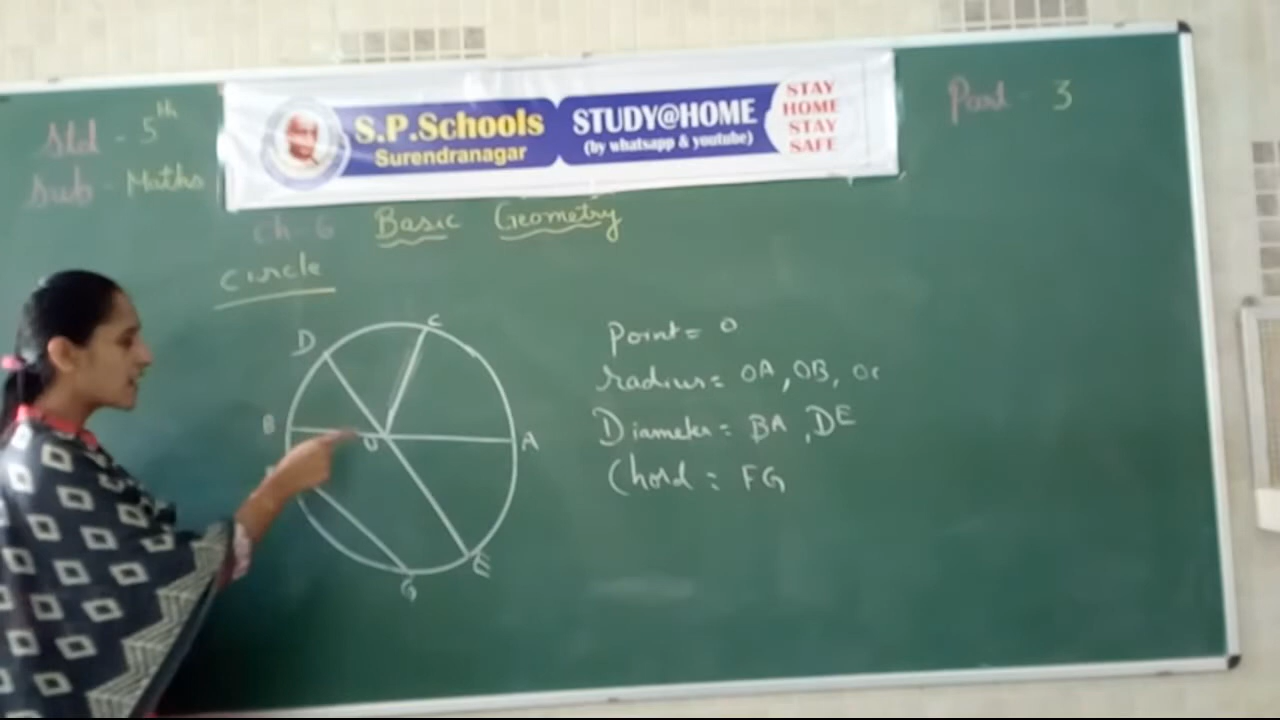 Std - 5th
Sub - Maths
S.P.Schools
Surendranagar
STUDY@HOME
(by whatsapp & youtube)
STAY
HOME
STAY
SAFE
Part - 3
Ch-6 Basic Geometry
Circle
D
C
B
O
A
G
E
Point = O
radius = OA, OB, OC
Diameter = BA, DE
Chord = FG